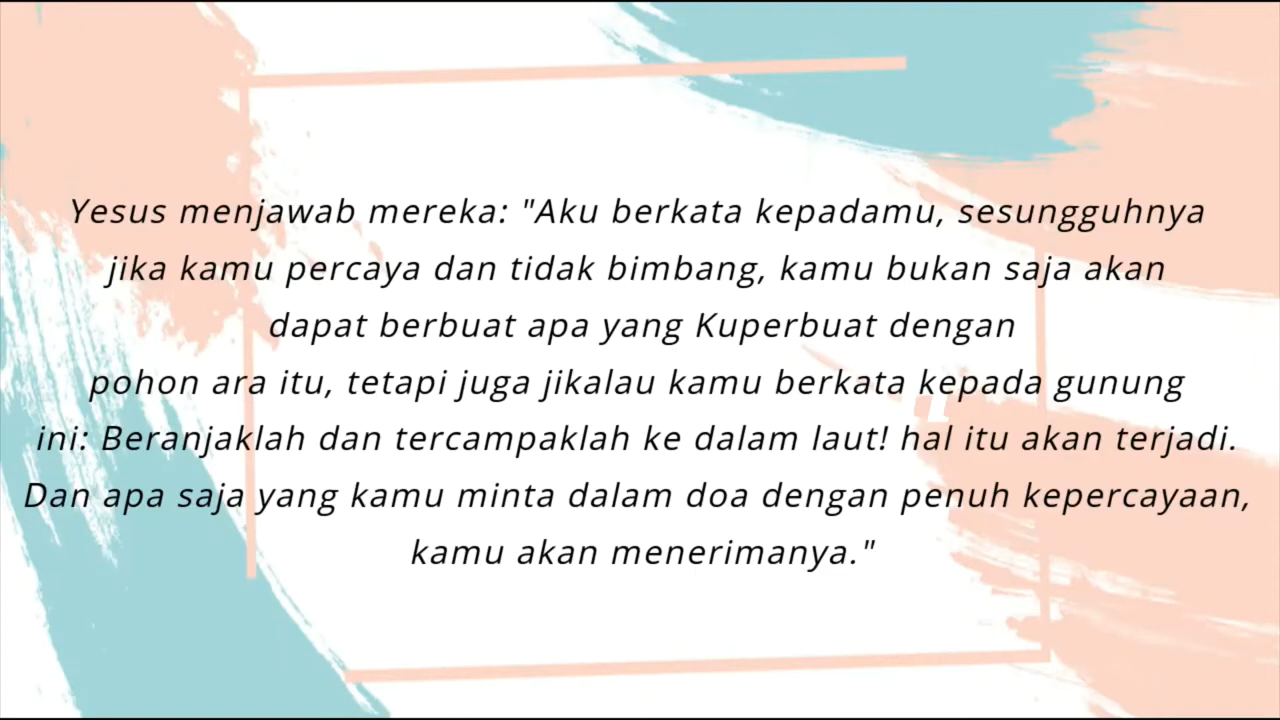 Yesus menjawab mereka: "Aku berkata kepadamu, sesungguhnya
jika kamu percaya dan tidak bimbang, kamu bukan saja akan
dapat berbuat apa yang Kuperbuat dengan
pohon ara itu, tetapi juga jikalau kamu berkata kepada gunung
ini: Beranjaklah dan tercampaklah ke dalam laut! hal itu akan terjadi.
Dan apa saja yang kamu minta dalam doa dengan penuh kepercayaan,
kamu akan menerimanya."